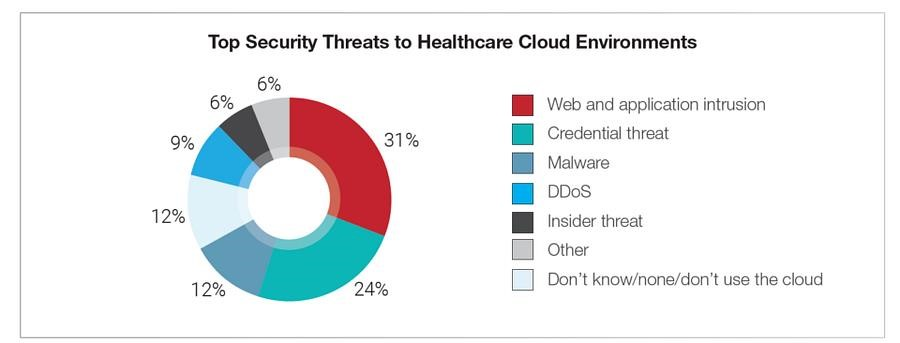 Top Security Threats to Healthcare Cloud Environments
6%
6%
31%
9%
12%
12%
24%
Web and application intrusion
Credential threat
Malware
DDoS
Insider threat
Other
Don't know/none/don't use the cloud